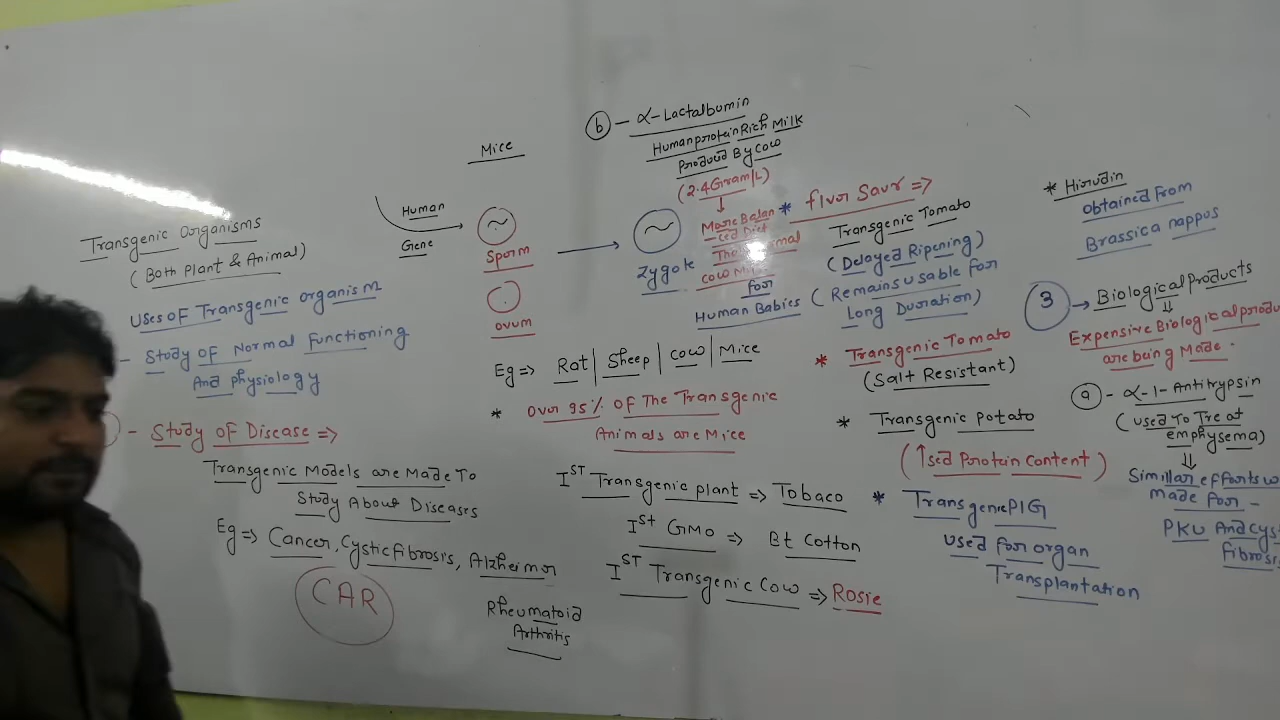 Transgenic Organisms
(Both Plant & Animal)
Uses of Transgenic organism
- Study of Normal Functioning
And physiology
- Study of Disease =>
Transgenic Models are Made To
Study About Diseases
Eg => Cancer, Cystic fibrosis, Alzheimer
Rheumatoid
Arthritis
CAR
Mice
Human
Gene
Sperm
ovum
Zygote
Eg => Rat | Sheep | cow | Mice
* Over 95% of The Transgenic
Animals are Mice
Ist Transgenic plant => Tobaco
Ist GMO => Bt Cotton
Ist Transgenic Cow => Rosie
(b) - α-Lactalbumin
Human protein Rich Milk
Produced By cow
(2.4 Gram/L)
↓
More Balan
ced Diet
cow
for
Human Babies
* flvr Savr =>
Transgenic Tomato
(Delayed Ripening)
(Remains usable for
Long Duration)
* Transgenic Tomato
(Salt Resistant)
* Transgenic potato
(↑sed Protein Content)
* Transgenic PIG
used for organ
Transplantation
* Hirudin
obtained from
Brassica nappus
3 → Biological Products
⇓
Expensive Biological
are being Made.
(a) - α-1-Antitrypsin
(used To Treat
emphysema)
⇓
Similar efforts
made for -
PKU And